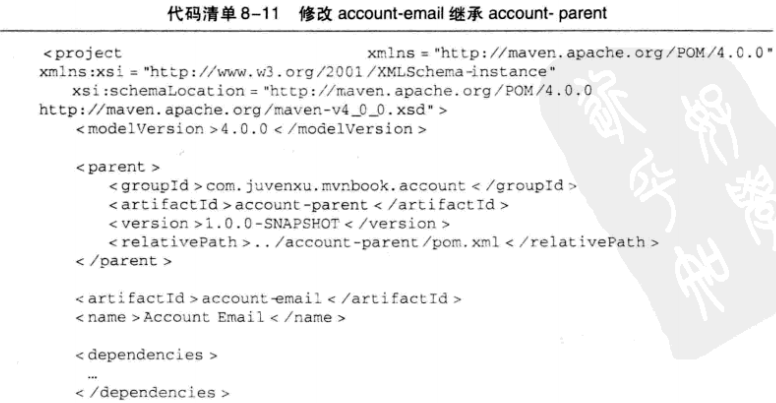 代码清单8-11 修改 account-email 继承 account- parent
<project xmlns = "http://maven.apache.org/POM/4.0.0"
xmlns:xsi = "http://www.w3.org/2001/XMLSchema-instance"
xsi:schemaLocation = "http://maven.apache.org/POM/4.0.0
http://maven.apache.org/maven-v4_0_0.xsd" >
<modelVersion >4.0.0 < /modelVersion >
<parent >
<groupId >com.juvenxu.mvnbook.account < /groupId >
<artifactId >account-parent < /artifactId >
<version >1.0.0-SNAPSHOT < /version >
<relativePath >../account-parent/pom.xml < /relativePath >
< /parent >
<artifactId >account-email < /artifactId >
<name >Account Email < /name >
<dependencies >
…
< /dependencies >